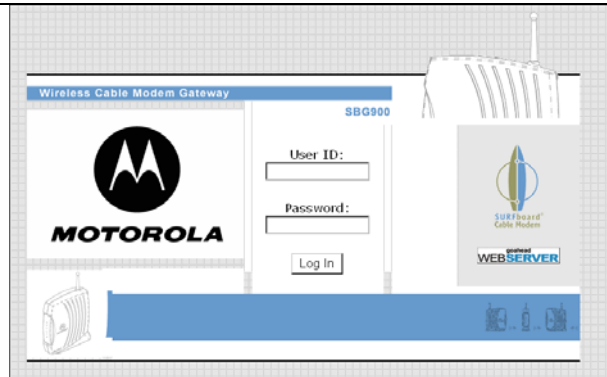 Wireless Cable Modem Gateway
SBG900
User ID:
Password:
Log In
MOTOROLA
SURFboard®
Cable Modem
goahead
WEBSERVER